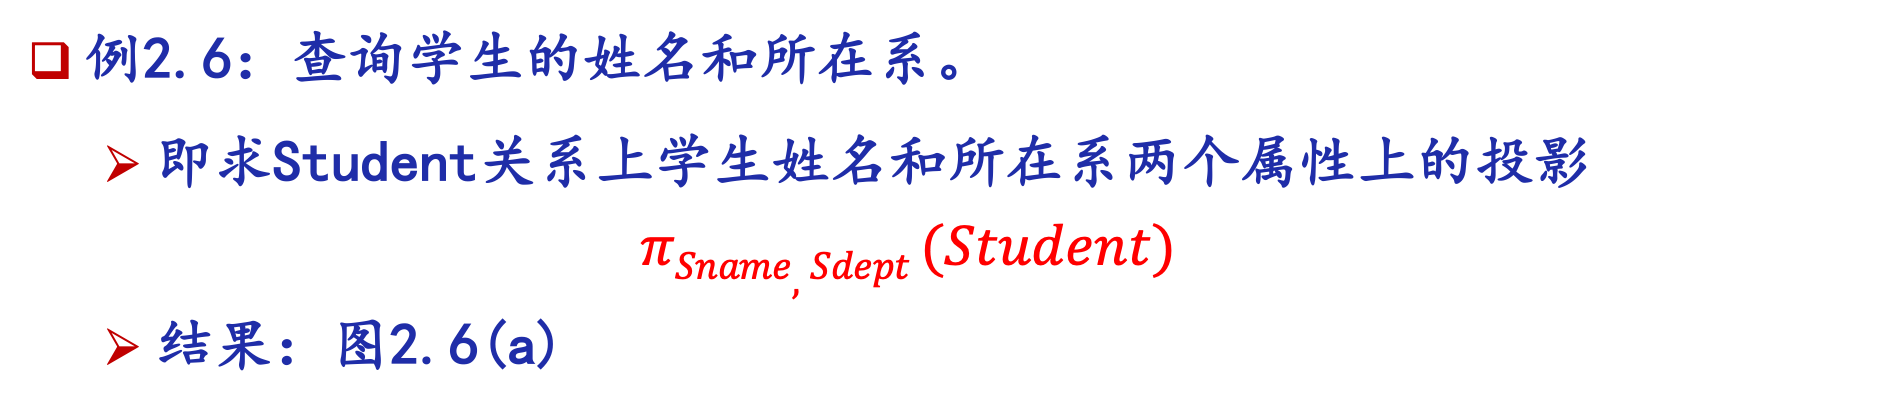 例2.6：查询学生的姓名和所在系。
即求Student关系上学生姓名和所在系两个属性上的投影
π_{Sname, Sdept}(Student)
结果：图2.6(a)